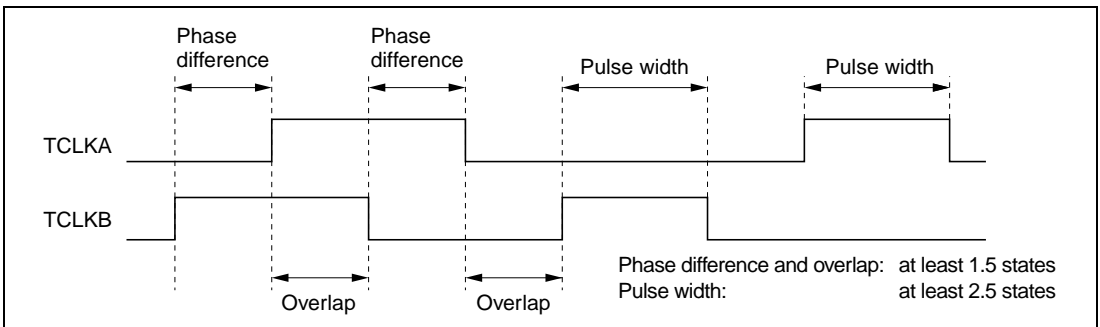 Phase
difference
Phase
difference
Pulse width
Pulse width
TCLKA
TCLKB
Overlap
Overlap
Phase difference and overlap: at least 1.5 states
Pulse width: at least 2.5 states